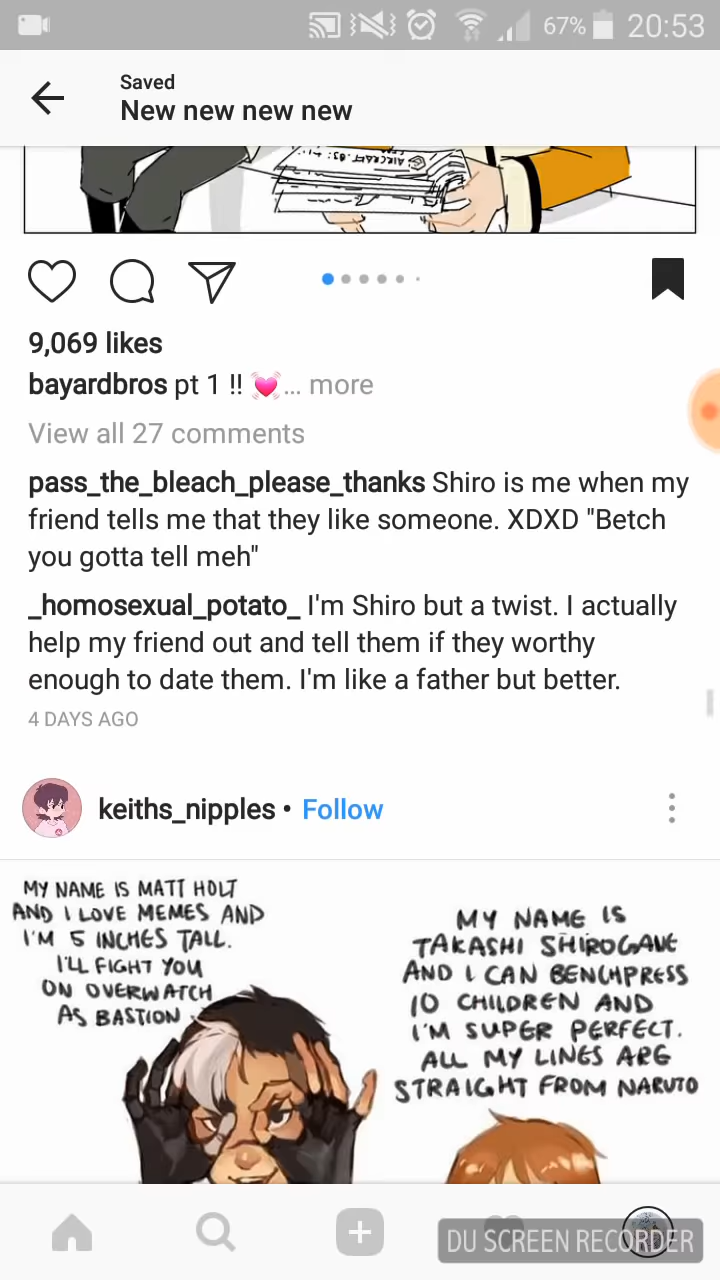 67% 20:53
Saved
New new new new
AIRCRAFT
9,069 likes
bayardbros pt 1 !! 💓... more
View all 27 comments
pass_the_bleach_please_thanks Shiro is me when my
friend tells me that they like someone. XDXD "Betch
you gotta tell meh"
_homosexual_potato_ I'm Shiro but a twist. I actually
help my friend out and tell them if they worthy
enough to date them. I'm like a father but better.
4 DAYS AGO
keiths_nipples • Follow
MY NAME IS MATT HOLT
AND I LOVE MEMES AND
I'M 5 INCHES TALL.
I'LL FIGHT YOU
ON OVERWATCH
AS BASTION
MY NAME IS
TAKASHI SHIROGANE
AND I CAN BENCHPRESS
10 CHILDREN AND
I'M SUPER PERFECT.
ALL MY LINES ARE
STRAIGHT FROM NARUTO
DU SCREEN RECORDER